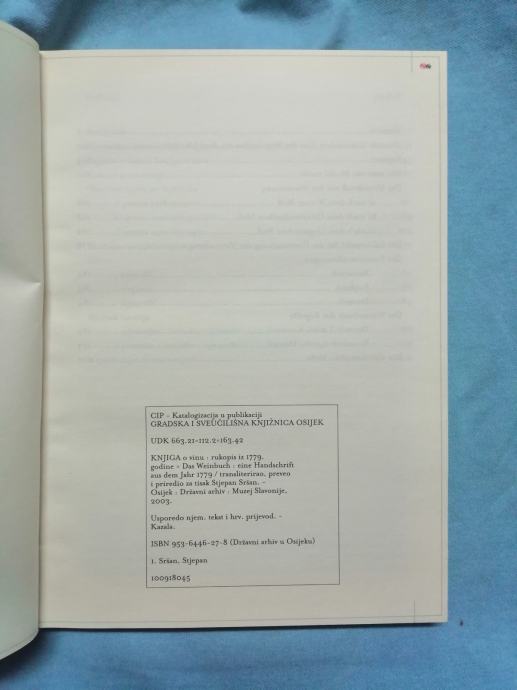 CIP - Katalogizacija u publikaciji
GRADSKA I SVEUČILIŠNA KNJIŽNICA OSIJEK
UDK 663.21-112.2=163.42
KNJIGA o vinu : rukopis iz 1779.
godine = Das Weinbuch : eine Handschrift
aus dem Jahr 1779 / transliterirao, preveo
i priredio za tisak Stjepan Sršan. -
Osijek : Državni arhiv : Muzej Slavonije,
2003.
Usporedo njem. tekst i hrv. prijevod. -
Kazala.
ISBN 953-6446-27-8 (Državni arhiv u Osijeku)
1. Sršan, Stjepan
100918045